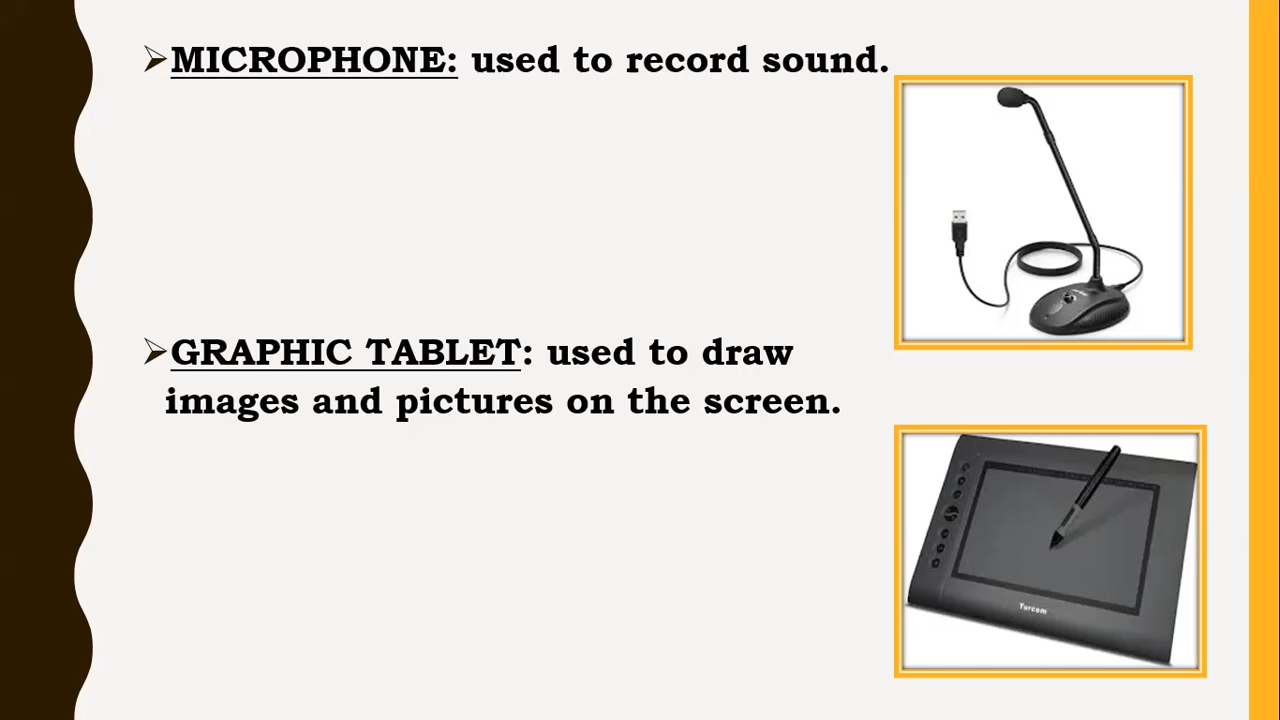 ➢MICROPHONE: used to record sound.
➢GRAPHIC TABLET: used to draw
images and pictures on the screen.
Turcom